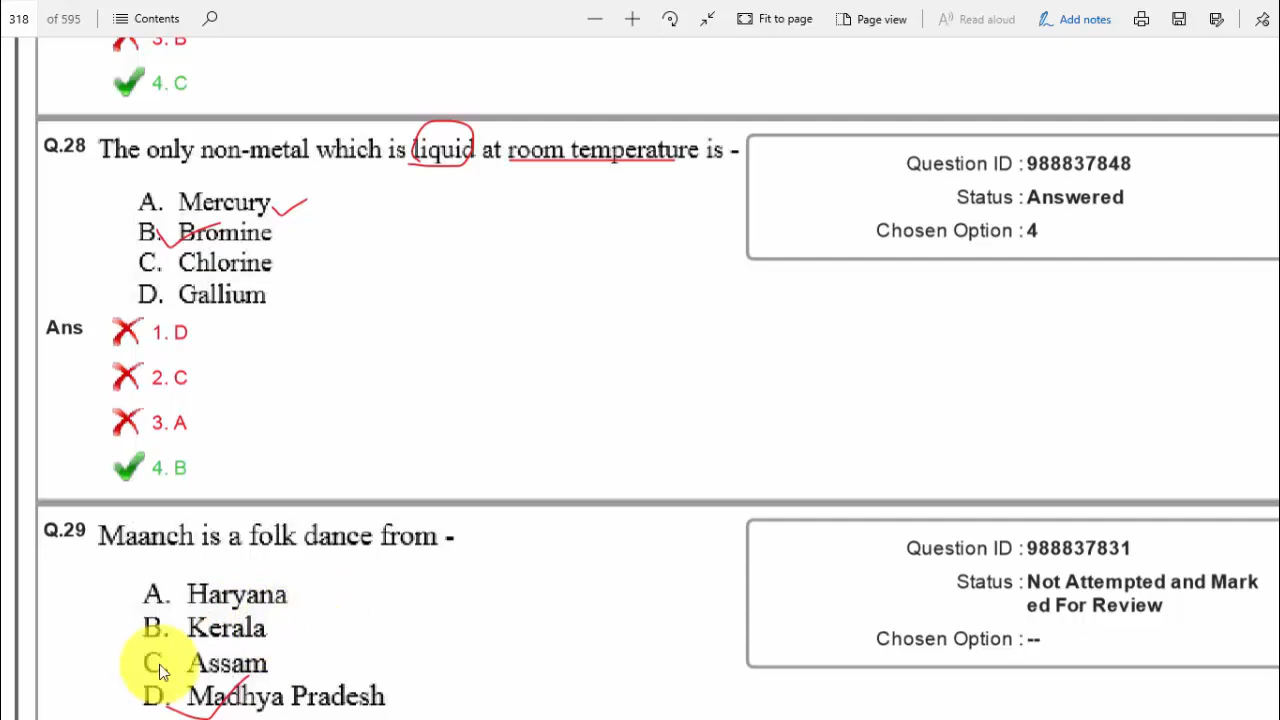 318 of 595 Contents Fit to page Page view Read aloud Add notes
3. B
4. C
Q.28 The only non-metal which is liquid at room temperature is -
A. Mercury
B. Bromine
C. Chlorine
D. Gallium
Question ID : 988837848
Status : Answered
Chosen Option : 4
Ans
1. D
2. C
3. A
4. B
Q.29 Maanch is a folk dance from -
A. Haryana
B. Kerala
C. Assam
D. Madhya Pradesh
Question ID : 988837831
Status : Not Attempted and Mark
ed For Review
Chosen Option : --